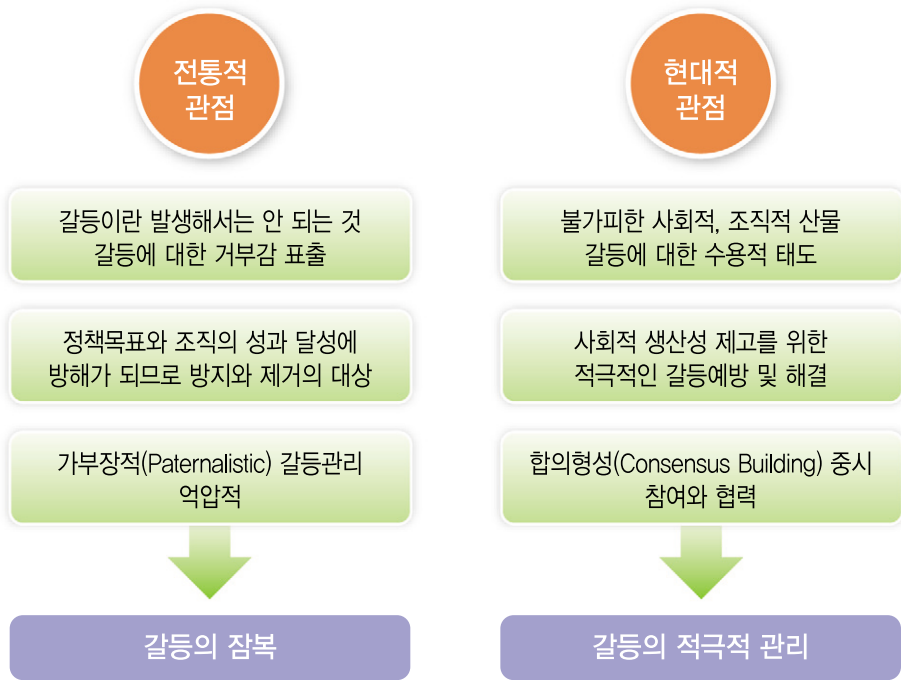 전통적
관점
갈등이란 발생해서는 안 되는 것
갈등에 대한 거부감 표출
정책목표와 조직의 성과 달성에
방해가 되므로 방지와 제거의 대상
가부장적(Paternalistic) 갈등관리
억압적
갈등의 잠복
현대적
관점
불가피한 사회적, 조직적 산물
갈등에 대한 수용적 태도
사회적 생산성 제고를 위한
적극적인 갈등예방 및 해결
합의형성(Consensus Building) 중시
참여와 협력
갈등의 적극적 관리